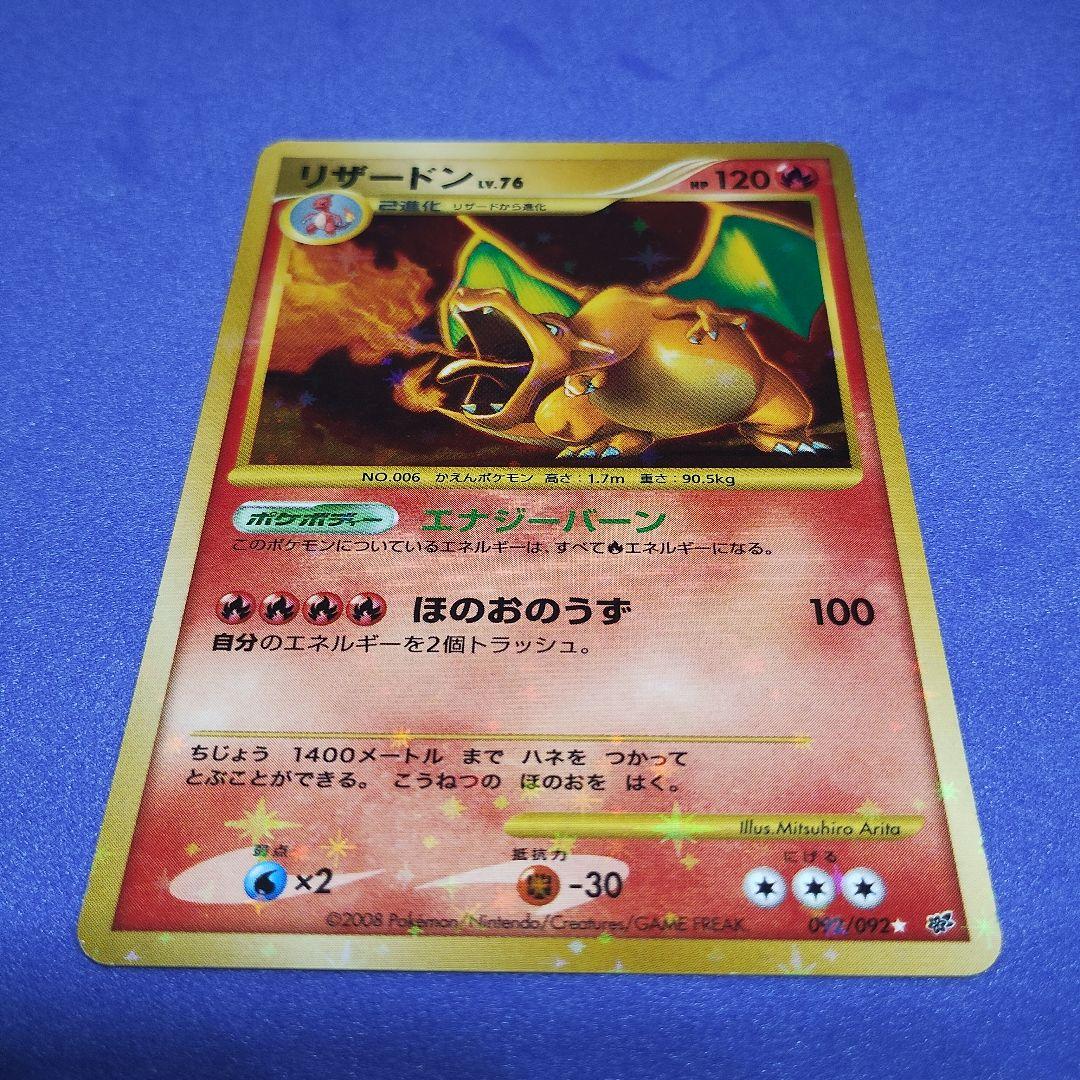 リザードン LV.76 HP 120
2進化 リザードから進化
NO.006 かえんポケモン 高さ:1.7m 重さ:90.5kg
ポケボディー エナジーバーン
このポケモンについているエネルギーは、すべてエネルギーになる。
ほのおのうず 100
自分のエネルギーを2個トラッシュ。
ちじょう 1400メートル まで ハネを つかって
とぶことができる。 こうねつの ほのおを はく。
Illus.Mitsuhiro Arita
弱点 抵抗力 にげる
×2 -30
©2008 Pokémon/Nintendo/Creatures/GAME FREAK. 092/092★